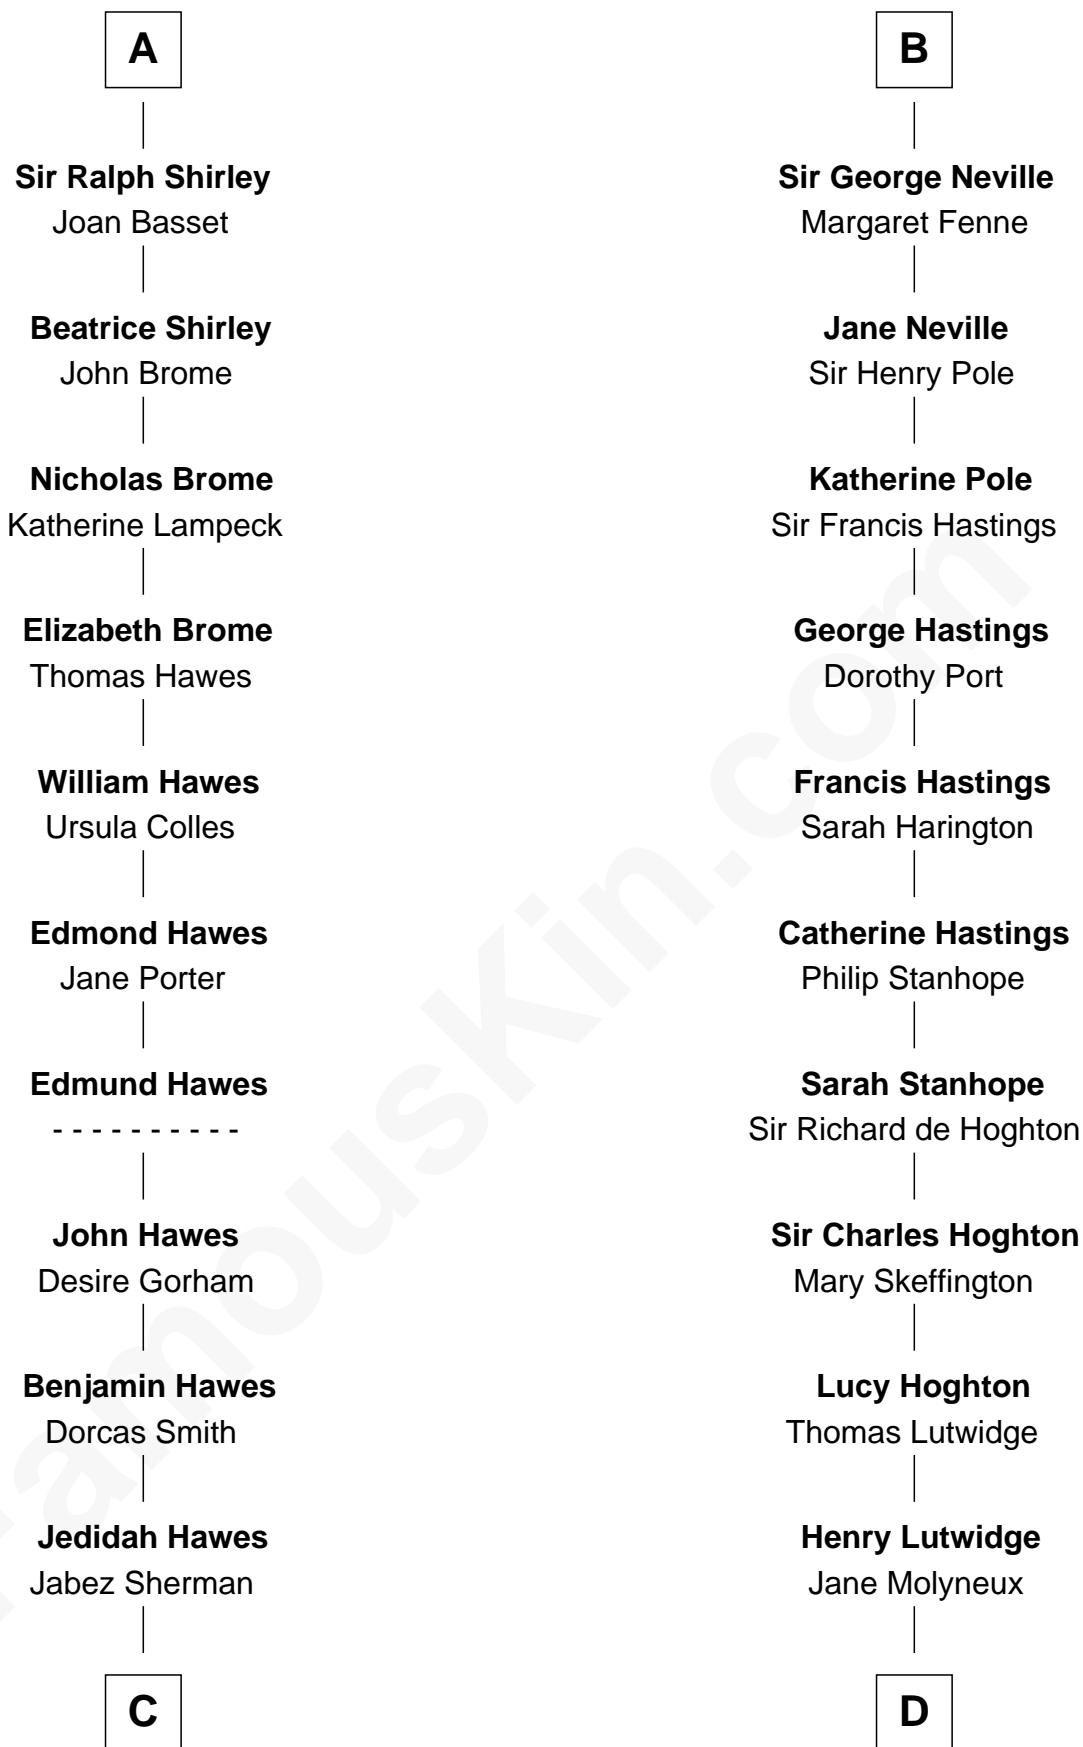 A
Sir Ralph Shirley
Joan Basset
Beatrice Shirley
John Brome
Nicholas Brome
Katherine Lampeck
Elizabeth Brome
Thomas Hawes
William Hawes
Ursula Colles
Edmond Hawes
Jane Porter
Edmund Hawes
- - - - - - - - - -
John Hawes
Desire Gorham
Benjamin Hawes
Dorcas Smith
Jedidah Hawes
Jabez Sherman
C
B
Sir George Neville
Margaret Fenne
Jane Neville
Sir Henry Pole
Katherine Pole
Sir Francis Hastings
George Hastings
Dorothy Port
Francis Hastings
Sarah Harington
Catherine Hastings
Philip Stanhope
Sarah Stanhope
Sir Richard de Hoghton
Sir Charles Hoghton
Mary Skeffington
Lucy Hoghton
Thomas Lutwidge
Henry Lutwidge
Jane Molyneux
D
FamousKin.com